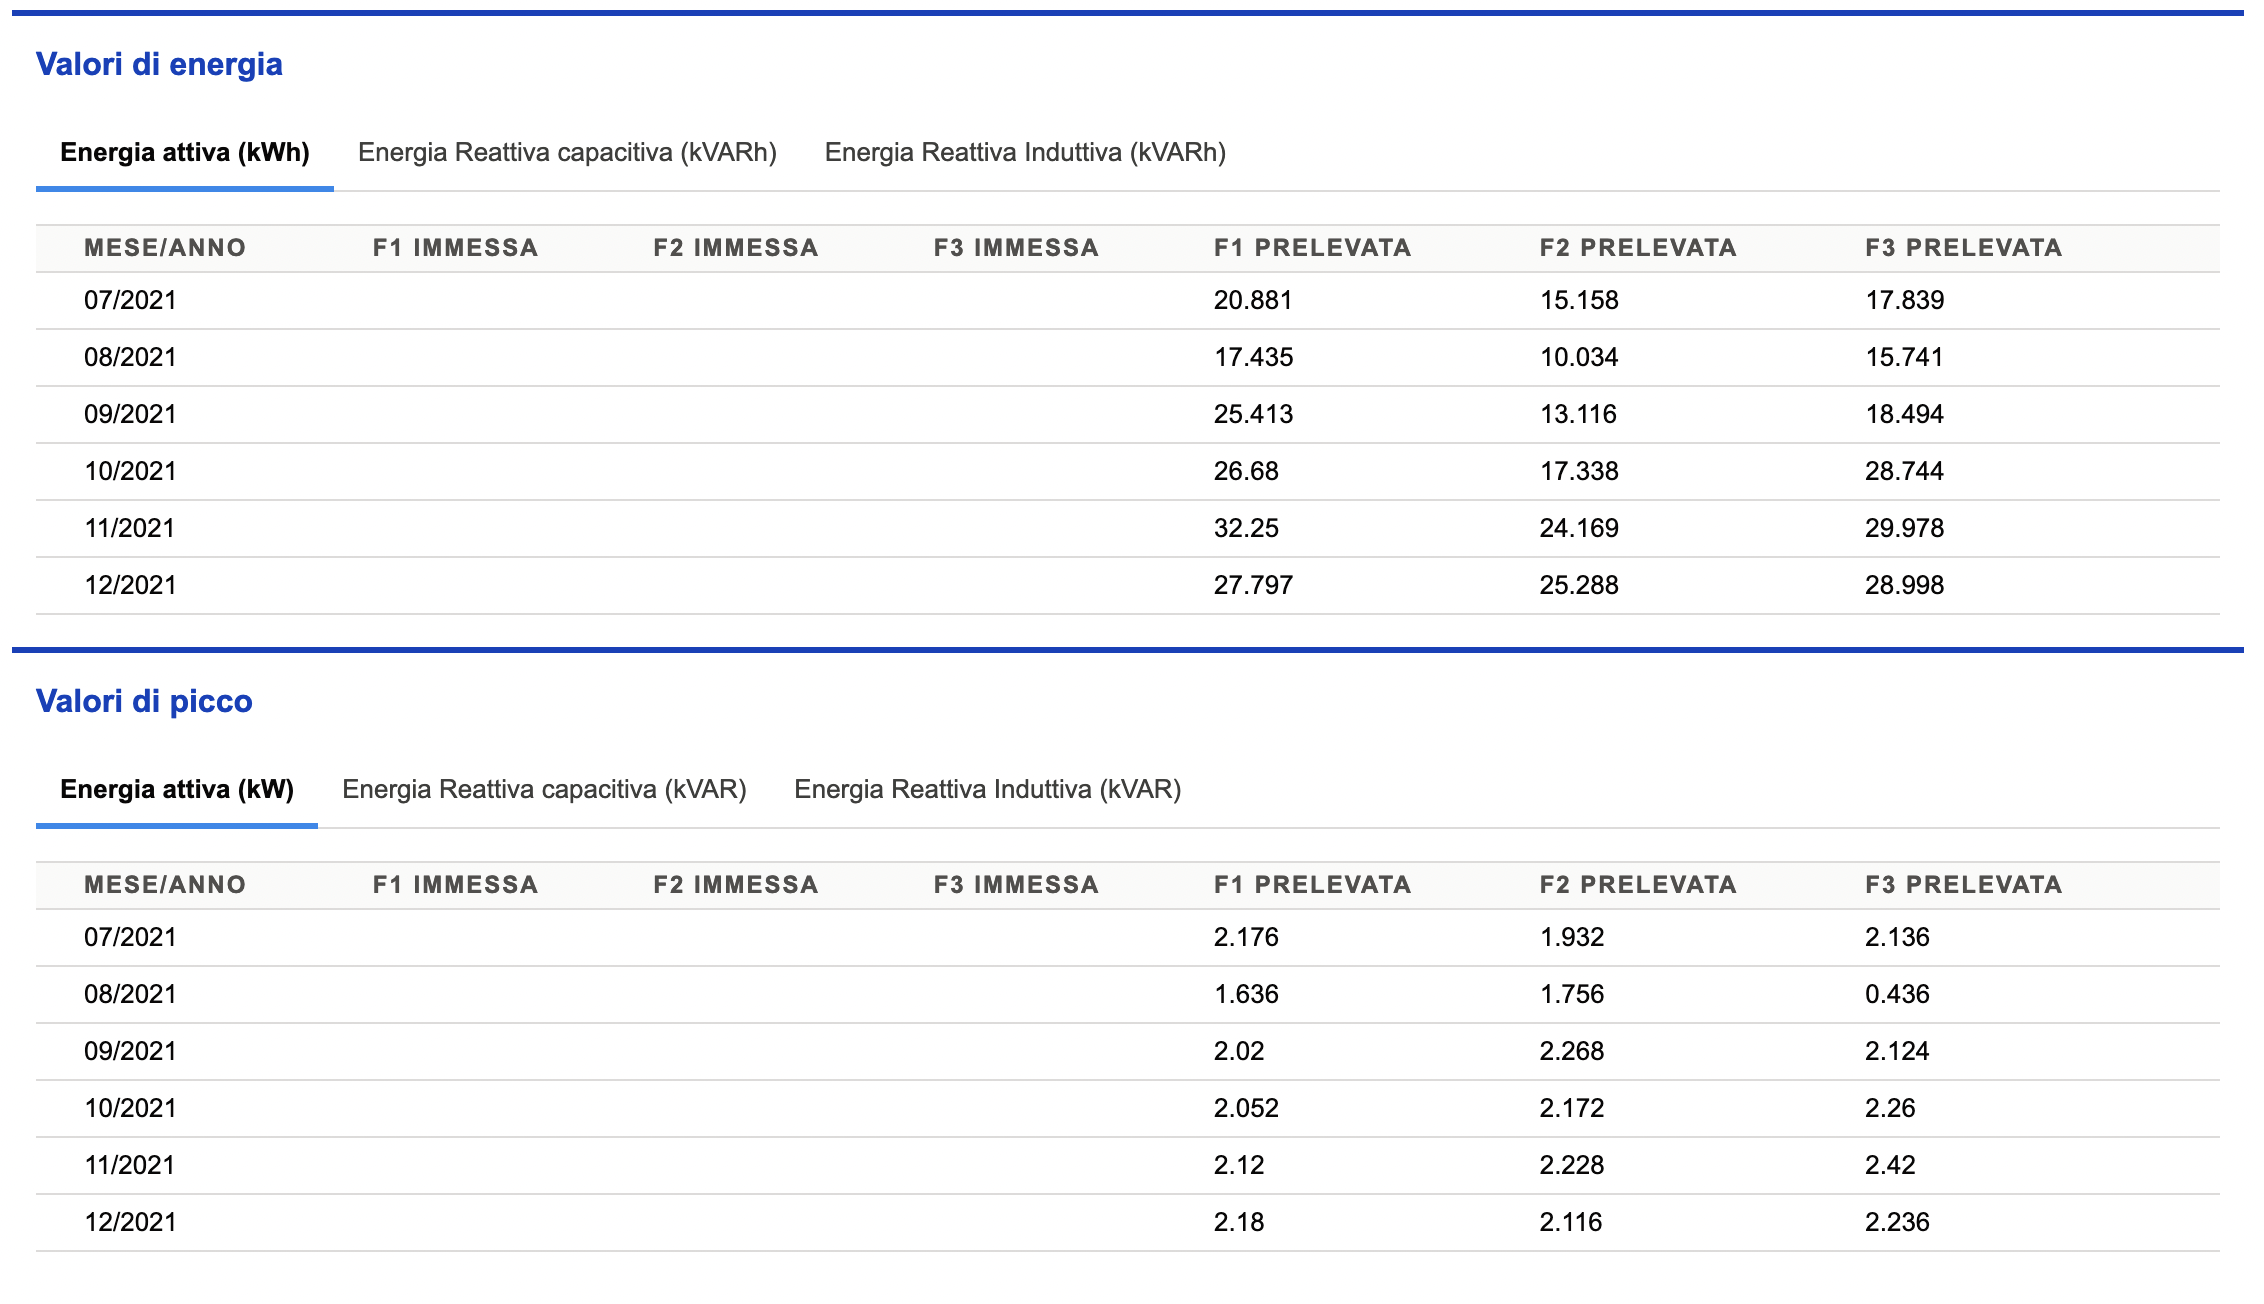 Valori di energia
Energia attiva (kWh) Energia Reattiva capacitiva (kVARh) Energia Reattiva Induttiva (kVARh)
MESE/ANNO F1 IMMESSA F2 IMMESSA F3 IMMESSA F1 PRELEVATA F2 PRELEVATA F3 PRELEVATA
07/2021 20.881 15.158 17.839
08/2021 17.435 10.034 15.741
09/2021 25.413 13.116 18.494
10/2021 26.68 17.338 28.744
11/2021 32.25 24.169 29.978
12/2021 27.797 25.288 28.998
Valori di picco
Energia attiva (kW) Energia Reattiva capacitiva (kVAR) Energia Reattiva Induttiva (kVAR)
MESE/ANNO F1 IMMESSA F2 IMMESSA F3 IMMESSA F1 PRELEVATA F2 PRELEVATA F3 PRELEVATA
07/2021 2.176 1.932 2.136
08/2021 1.636 1.756 0.436
09/2021 2.02 2.268 2.124
10/2021 2.052 2.172 2.26
11/2021 2.12 2.228 2.42
12/2021 2.18 2.116 2.236